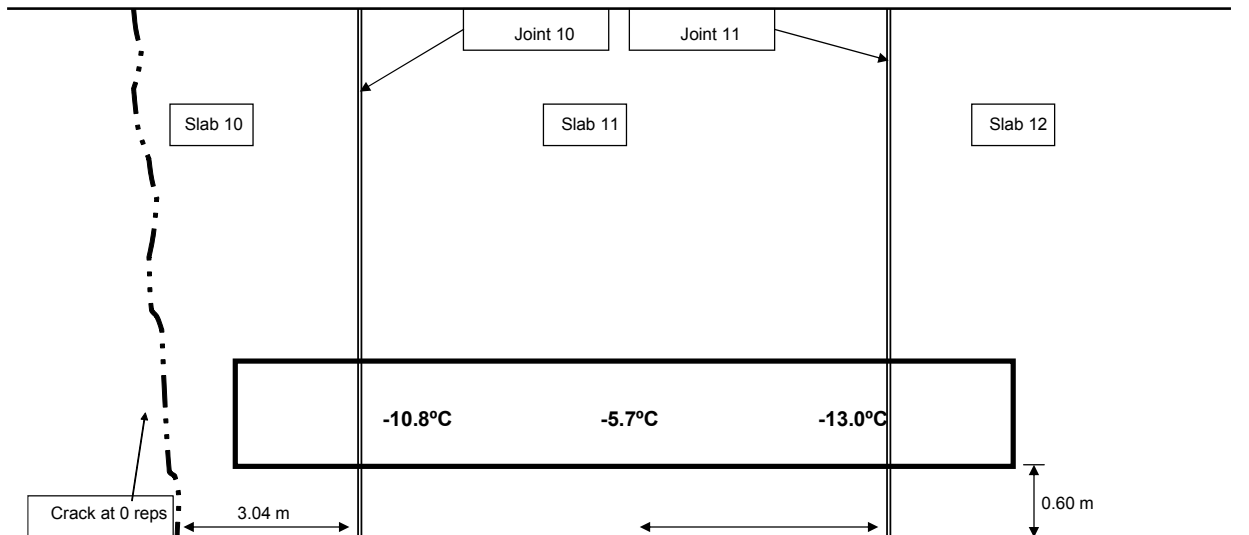 Joint 10
Joint 11
Slab 10
Slab 11
Slab 12
-10.8ºC
-5.7ºC
-13.0ºC
Crack at 0 reps
3.04 m
0.60 m